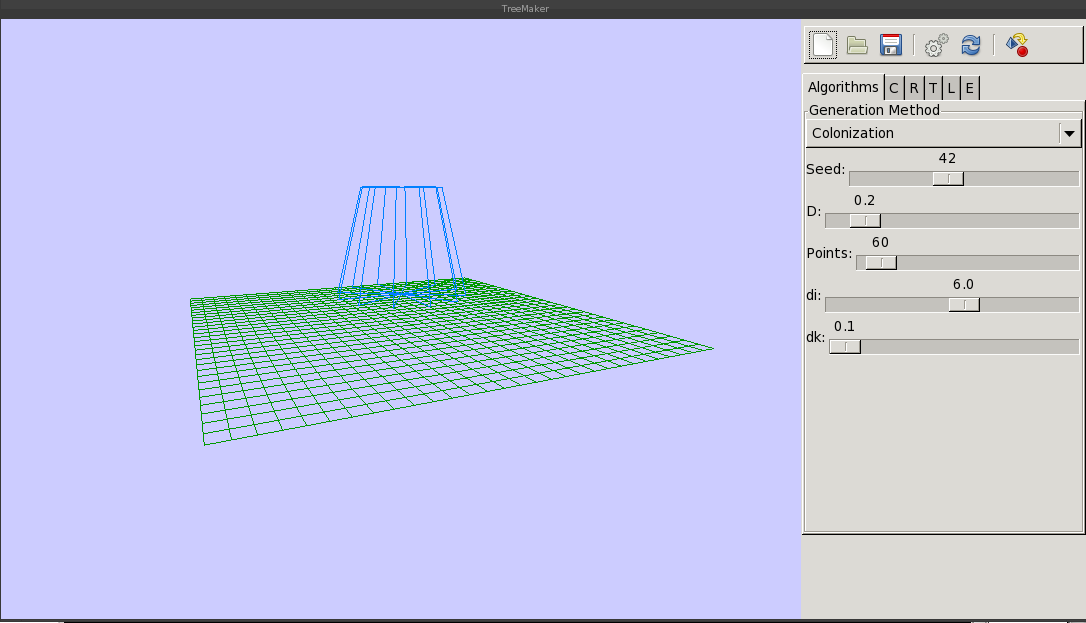 TreeMaker
Algorithms C R T L E
Generation Method
Colonization
42
Seed:
0.2
D:
60
Points:
6.0
di:
0.1
dk: